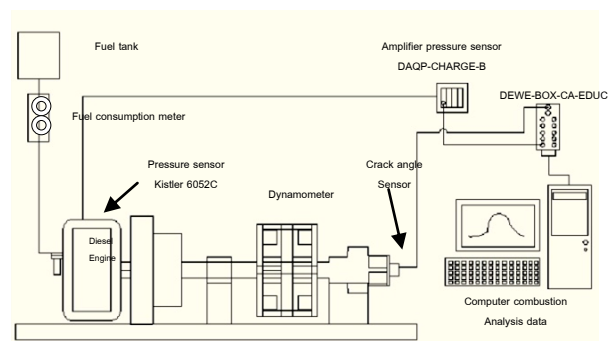 Fuel tank
Amplifier pressure sensor
DAQP-CHARGE-B
DEWE-BOX-CA-EDUC
Fuel consumption meter
Pressure sensor
Kistler 6052C
Crack angle
Sensor
Dynamometer
Diesel
Engine
Computer combustion
Analysis data